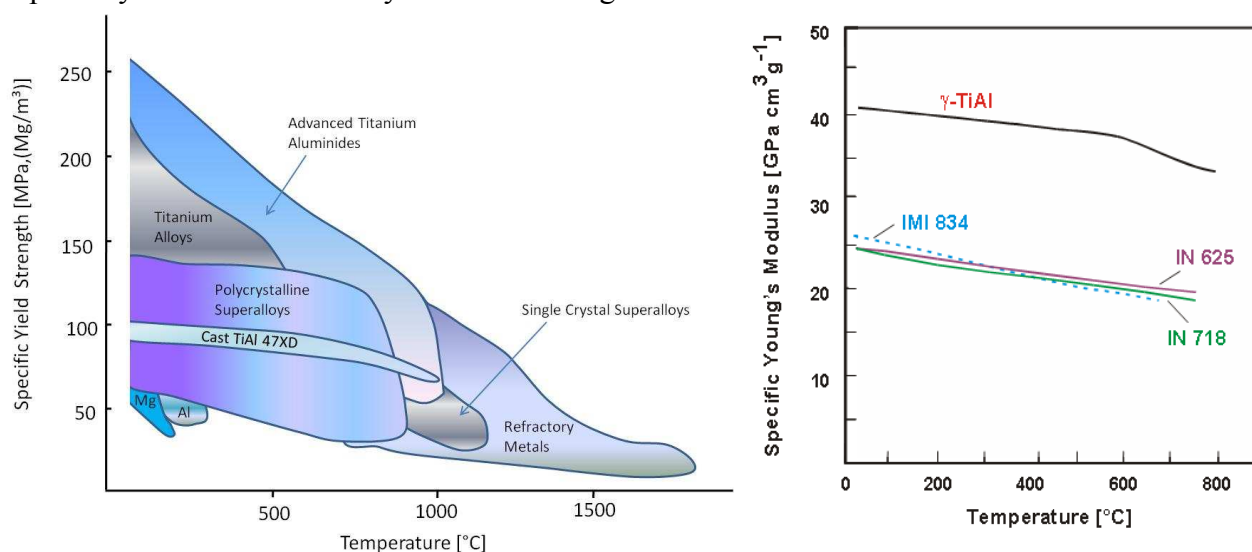 Specific Yield Strength [MPa,(Mg/m³)]
250
200
150
100
50
Advanced Titanium
Aluminides
Titanium
Alloys
Polycrystalline
Superalloys
Single Crystal Superalloys
Cast TiAl 47XD
Mg
Al
Refractory
Metals
500
1000
1500
Temperature [°C]
Specific Young's Modulus [GPa cm³g⁻¹]
50
40
30
20
10
γ-TiAl
IMI 834
IN 625
IN 718
0
200
400
600
800
Temperature [°C]